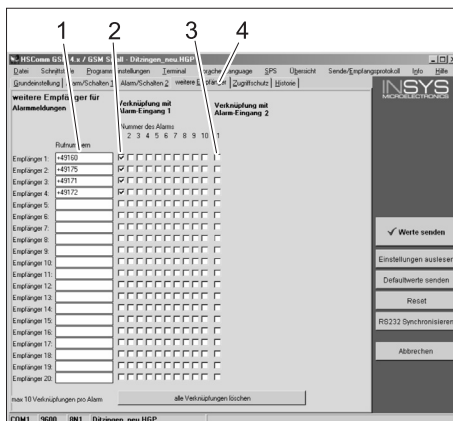 1 2 3 4
HSComm GSM 4.x / GSM Small - Ditzingen_neu.HGP
Datei Schnittstelle Programmeinstellungen Terminal Sprache/Language SPS Übersicht Sende/Empfangsprotokoll Info Hilfe
Grundeinstellung Alarm/Schalten 1 Alarm/Schalten 2 weitere Empfänger Zugriffschutz Historie
INSYS
MICROELECTRONICS
weitere Empfänger für
Alarmmeldungen
Verknüpfung mit
Alarm-Eingang 1
Verknüpfung mit
Alarm-Eingang 2
Nummer des Alarms
2 3 4 5 6 7 8 9 10 1
Rufnummern
Empfänger 1: +49160
Empfänger 2: +49175
Empfänger 3: +49171
Empfänger 4: +49172
Empfänger 5:
Empfänger 6:
Empfänger 7:
Empfänger 8:
Empfänger 9:
Empfänger 10:
Empfänger 11:
Empfänger 12:
Empfänger 13:
Empfänger 14:
Empfänger 15:
Empfänger 16:
Empfänger 17:
Empfänger 18:
Empfänger 19:
Empfänger 20:
Werte senden
Einstellungen auslesen
Defaultwerte senden
Reset
RS232 Synchronisieren
Abbrechen
max 10 Verknüpfungen pro Alarm
alle Verknüpfungen löschen
COM1 9600 8N1 Ditzingen_neu.HGP